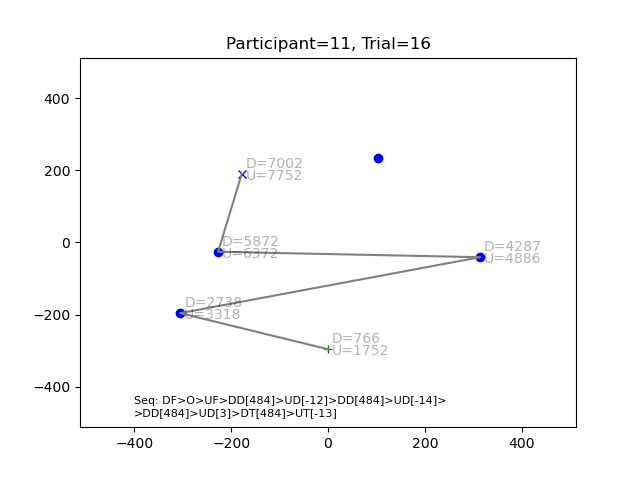 Participant=11, Trial=16
400
200
0
−200
−400
D=7002
U=7752
D=5872
U=6372
D=4287
U=4886
D=2738
U=3318
D=766
U=1752
Seq: DF>O>UF>DD[484]>UD[-12]>DD[484]>UD[-14]>
>DD[484]>UD[3]>DT[484]>UT[-13]
−400
−200
0
200
400